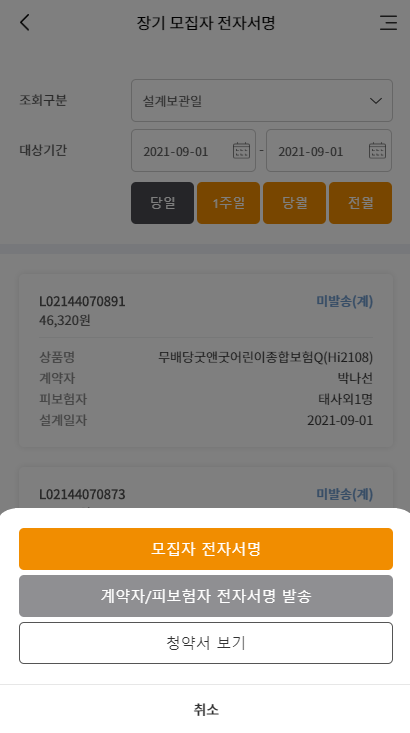 장기 모집자 전자서명
조회구분 설계보관일
대상기간 2021-09-01 - 2021-09-01
당일 1주일 당월 전월
L02144070891 미발송(계)
46,320원
상품명 무배당굿앤굿어린이종합보험Q(Hi2108)
계약자 박나선
피보험자 태사외1명
설계일자 2021-09-01
L02144070873 미발송(계)
모집자 전자서명
계약자/피보험자 전자서명 발송
청약서 보기
취소